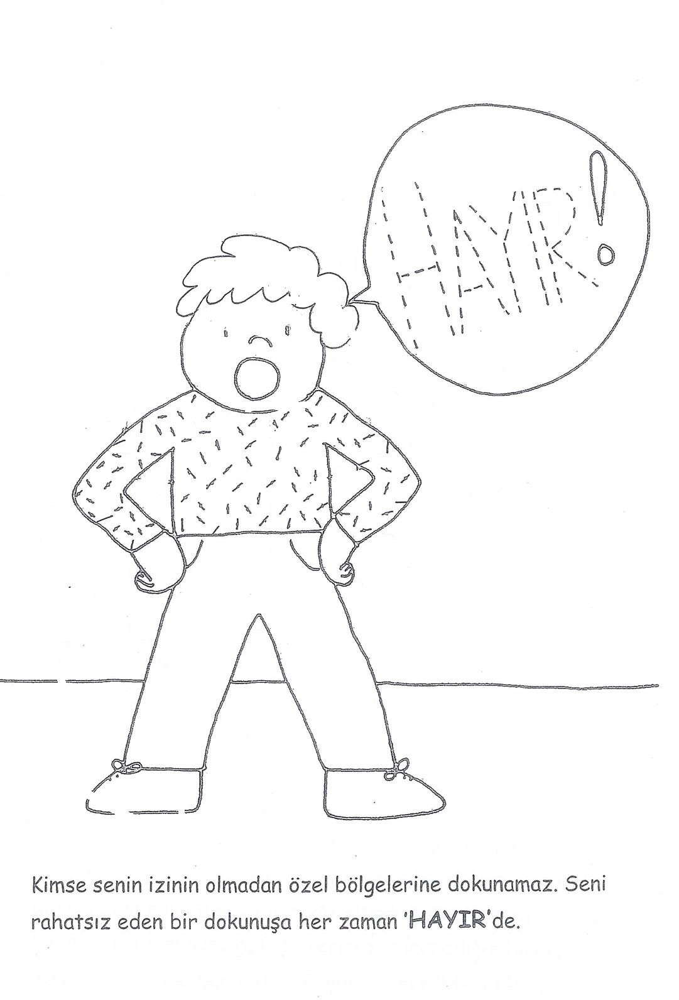 HAYIR!
Kimse senin izinin olmadan özel bölgelerine dokunamaz. Seni
rahatsız eden bir dokunuşa her zaman 'HAYIR'de.